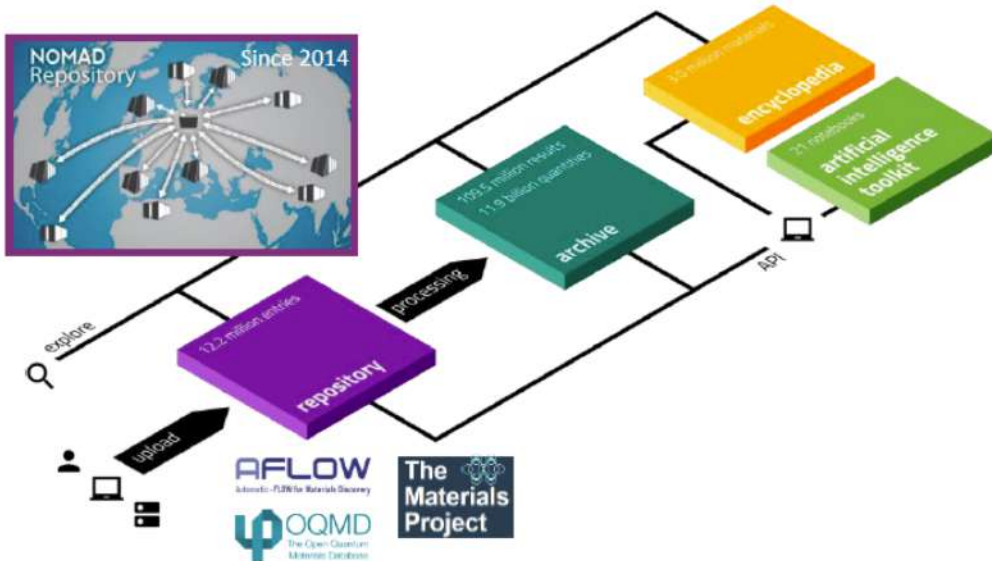 NOMAD
Repository
Since 2014
3.0 million materials
encyclopedia
21 notebooks
artificial
intelligence
toolkit
109.5 million results
11.9 billion quantities
archive
API
processing
explore
12.2 million entries
repository
upload
AFLOW
Automatic - FLOW for Materials Discovery
OQMD
The Open Quantum
Materials Database
The
Materials
Project